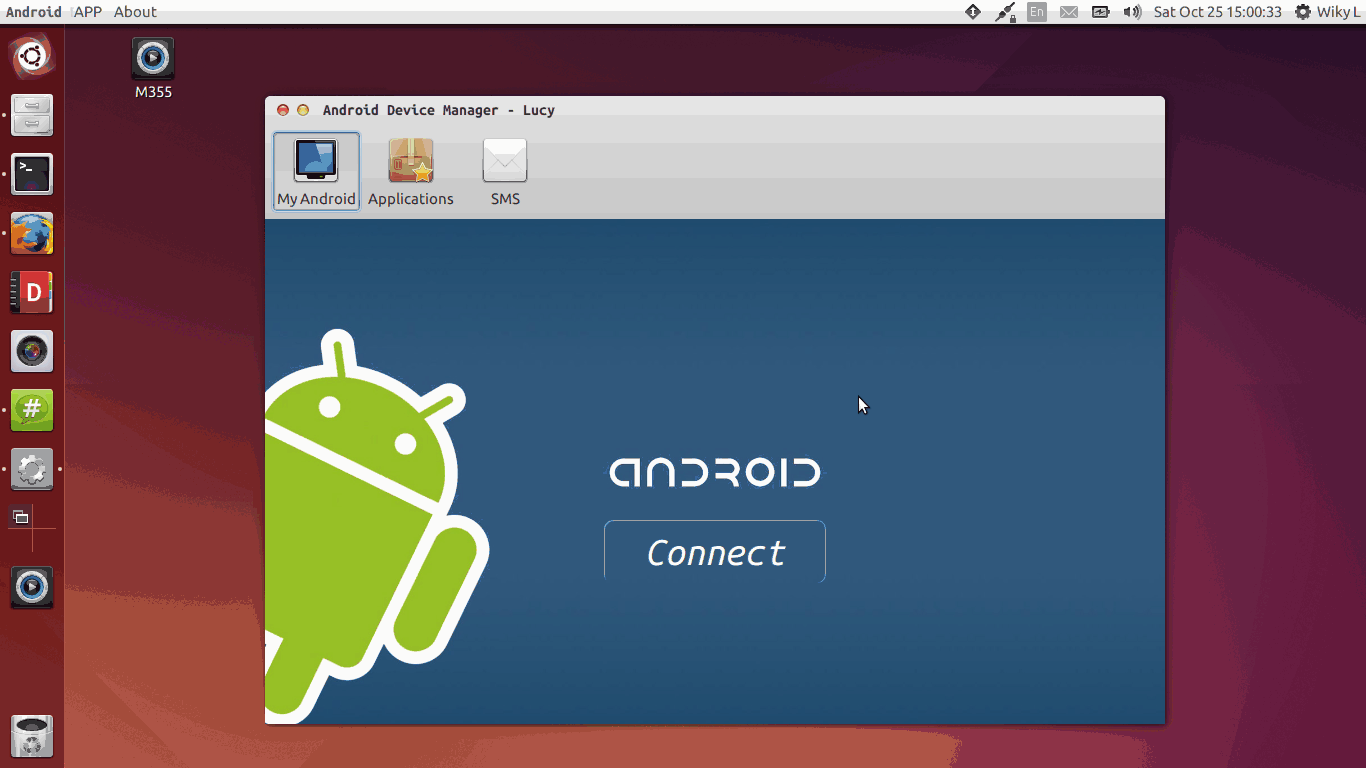 Android APP About
En Sat Oct 25 15:00:33 Wiky L
M355
Android Device Manager - Lucy
My Android Applications SMS
>_
D
#
ANDROID
Connect